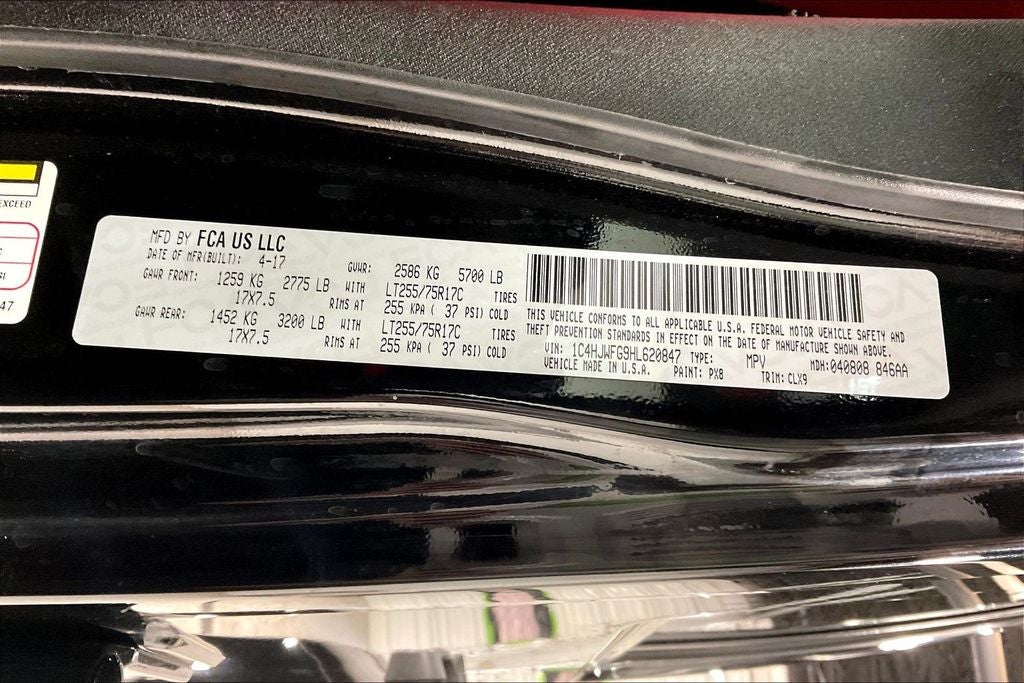 EXCEED
47
MFD BY FCA US LLC
DATE OF MFR(BUILT): 4-17 GVWR: 2586 KG 5700 LB
GAWR FRONT: 1259 KG 2775 LB WITH LT255/75R17C TIRES
17X7.5 RIMS AT 255 KPA ( 37 PSI) COLD
GAWR REAR: 1452 KG 3200 LB WITH LT255/75R17C TIRES
17X7.5 RIMS AT 255 KPA ( 37 PSI) COLD
THIS VEHICLE CONFORMS TO ALL APPLICABLE U.S.A. FEDERAL MOTOR VEHICLE SAFETY AND
THEFT PREVENTION STANDARDS IN EFFECT ON THE DATE OF MANUFACTURE SHOWN ABOVE.
VIN: 1C4HJWFG9HL620847 TYPE: MPV MDH: 040808 846AA
VEHICLE MADE IN U.S.A. PAINT: PX8 TRIM: CLX9